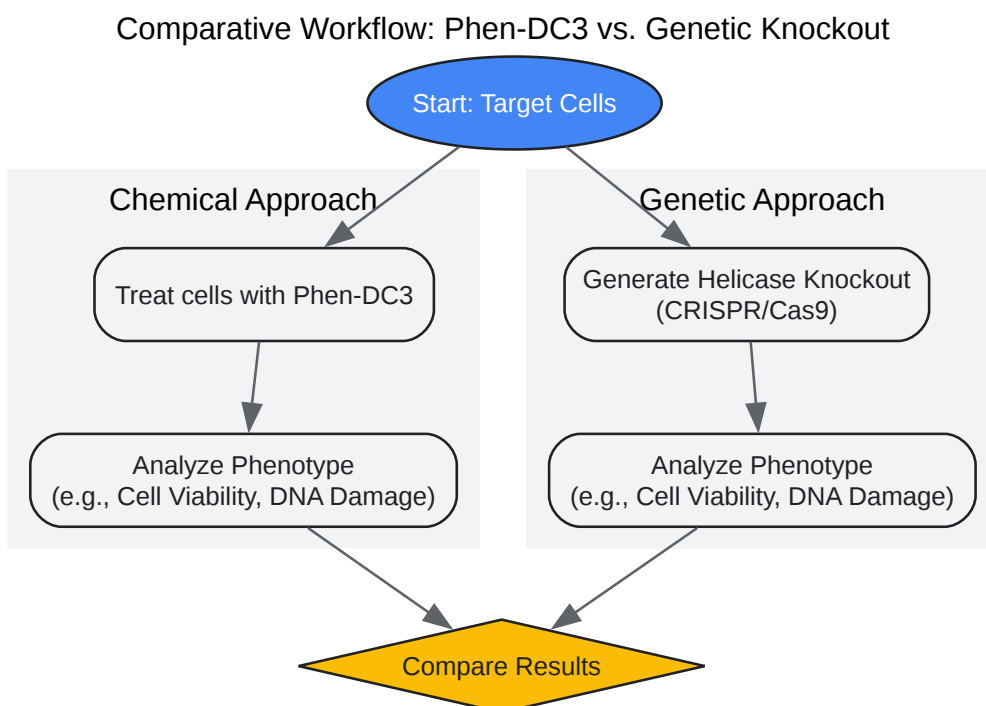 Comparative Workflow: Phen-DC3 vs. Genetic Knockout
Start: Target Cells
Chemical Approach
Treat cells with Phen-DC3
Analyze Phenotype
(e.g., Cell Viability, DNA Damage)
Genetic Approach
Generate Helicase Knockout
(CRISPR/Cas9)
Analyze Phenotype
(e.g., Cell Viability, DNA Damage)
Compare Results